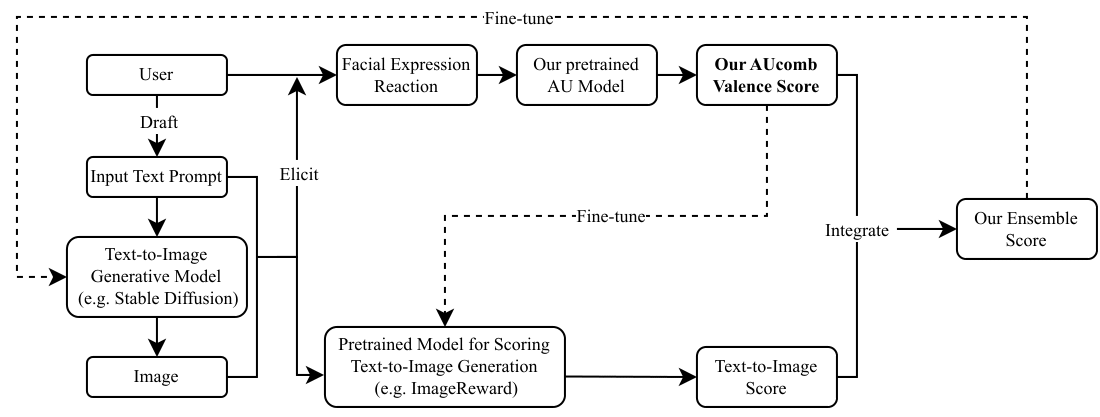 Fine-tune
User
Facial Expression
Reaction
Our pretrained
AU Model
Our AUcomb
Valence Score
Draft
Input Text Prompt
Elicit
Fine-tune
Text-to-Image
Generative Model
(e.g. Stable Diffusion)
Integrate
Our Ensemble
Score
Image
Pretrained Model for Scoring
Text-to-Image Generation
(e.g. ImageReward)
Text-to-Image
Score